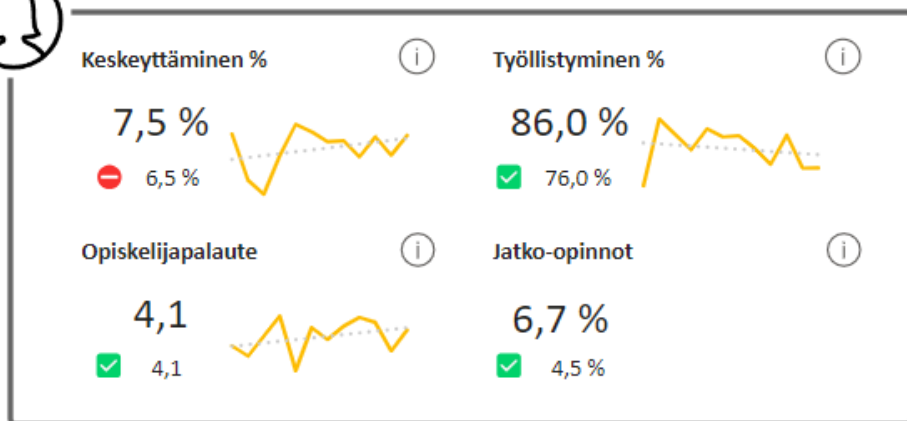 Keskeyttäminen %
7,5 %
6,5 %
Työllistyminen %
86,0 %
76,0 %
Opiskelijapalaute
4,1
4,1
Jatko-opinnot
6,7 %
4,5 %